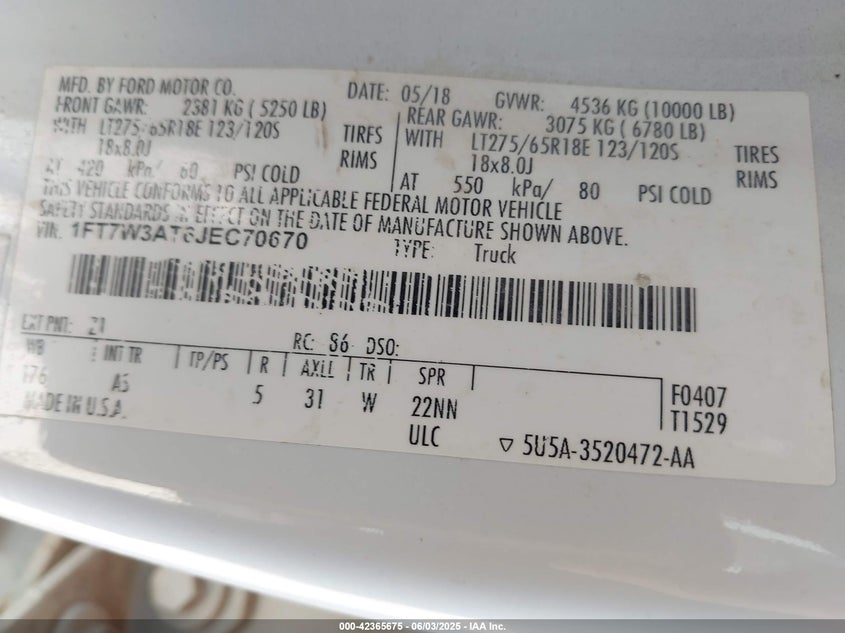 MFD. BY FORD MOTOR CO. DATE: 05/18 GVWR: 4536 KG (10000 LB)
FRONT GAWR: 2381 KG ( 5250 LB) REAR GAWR: 3075 KG ( 6780 LB)
WITH LT275/65R18E 123/120S TIRES WITH LT275/65R18E 123/120S TIRES
18x8.0J RIMS 18x8.0J RIMS
AT 420 kPa/ 60 PSI COLD AT 550 kPa/ 80 PSI COLD
THIS VEHICLE CONFORMS TO ALL APPLICABLE FEDERAL MOTOR VEHICLE
SAFETY STANDARDS IN EFFECT ON THE DATE OF MANUFACTURE SHOWN ABOVE.
VIN: 1FT7W3AT6JEC70670 TYPE: Truck
EXT PNT: Z1 RC: 86 DSO:
WB INT TR TP/PS R AXLE TR SPR
176 AS 5 31 W 22NN F0407
MADE IN U.S.A. ULC T1529
▽ 5U5A-3520472-AA
000-42365675 - 06/03/2025 - IAA Inc.